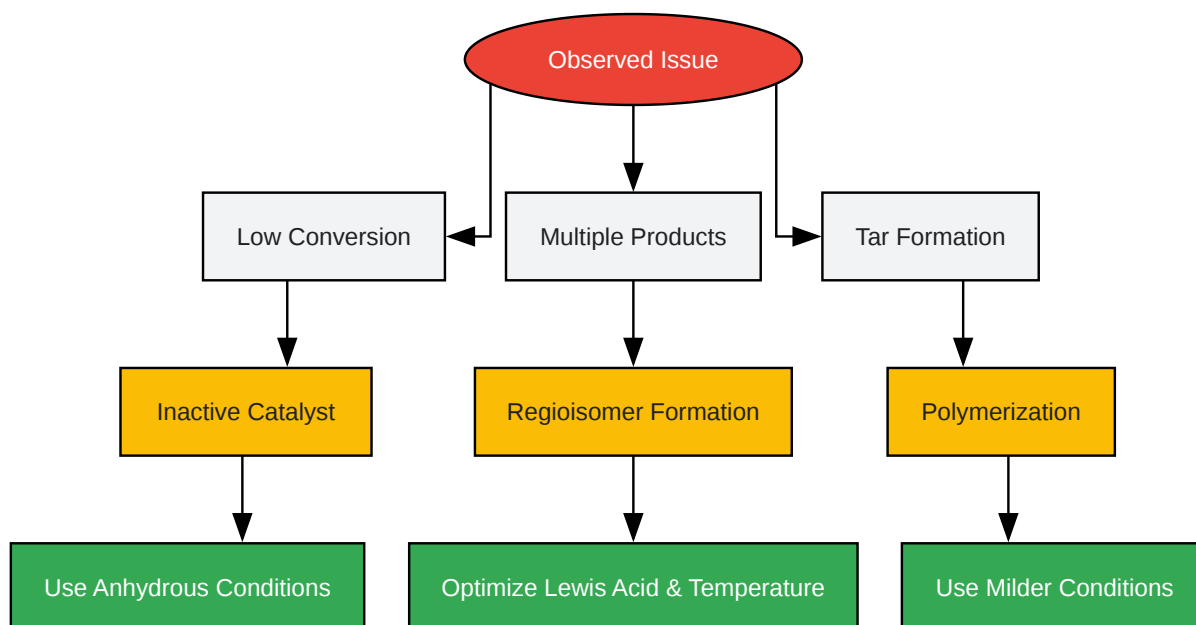 Observed Issue
Low Conversion
Multiple Products
Tar Formation
Inactive Catalyst
Regioisomer Formation
Polymerization
Use Anhydrous Conditions
Optimize Lewis Acid & Temperature
Use Milder Conditions